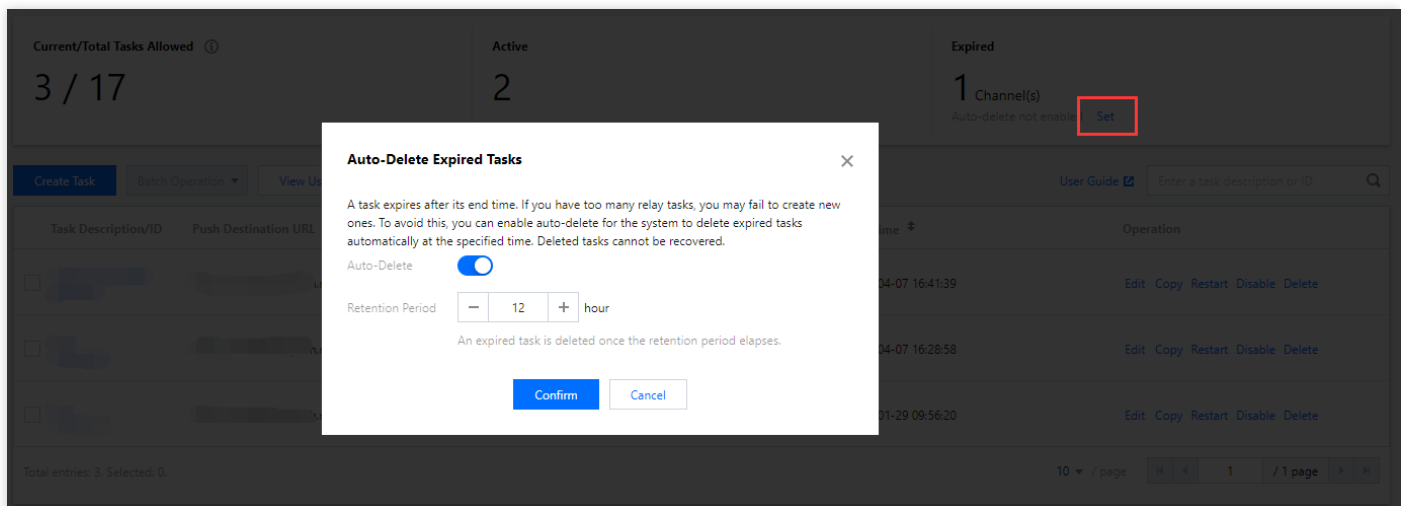 Current/Total Tasks Allowed
Active
Expired
3 / 17
2
1 Channel(s)
Auto-delete not enable Set
Auto-Delete Expired Tasks
Create Task Batch Operation View Us
User Guide Enter a task description or ID
A task expires after its end time. If you have too many relay tasks, you may fail to create new
ones. To avoid this, you can enable auto-delete for the system to delete expired tasks
automatically at the specified time. Deleted tasks cannot be recovered.
Task Description/ID Push Destination URL
ime Operation
Auto-Delete
04-07 16:41:39 Edit Copy Restart Disable Delete
Retention Period − 12 + hour
An expired task is deleted once the retention period elapses.
04-07 16:28:58 Edit Copy Restart Disable Delete
Confirm Cancel
01-29 09:56:20 Edit Copy Restart Disable Delete
Total entries: 3. Selected: 0.
10 / page 1 / 1 page